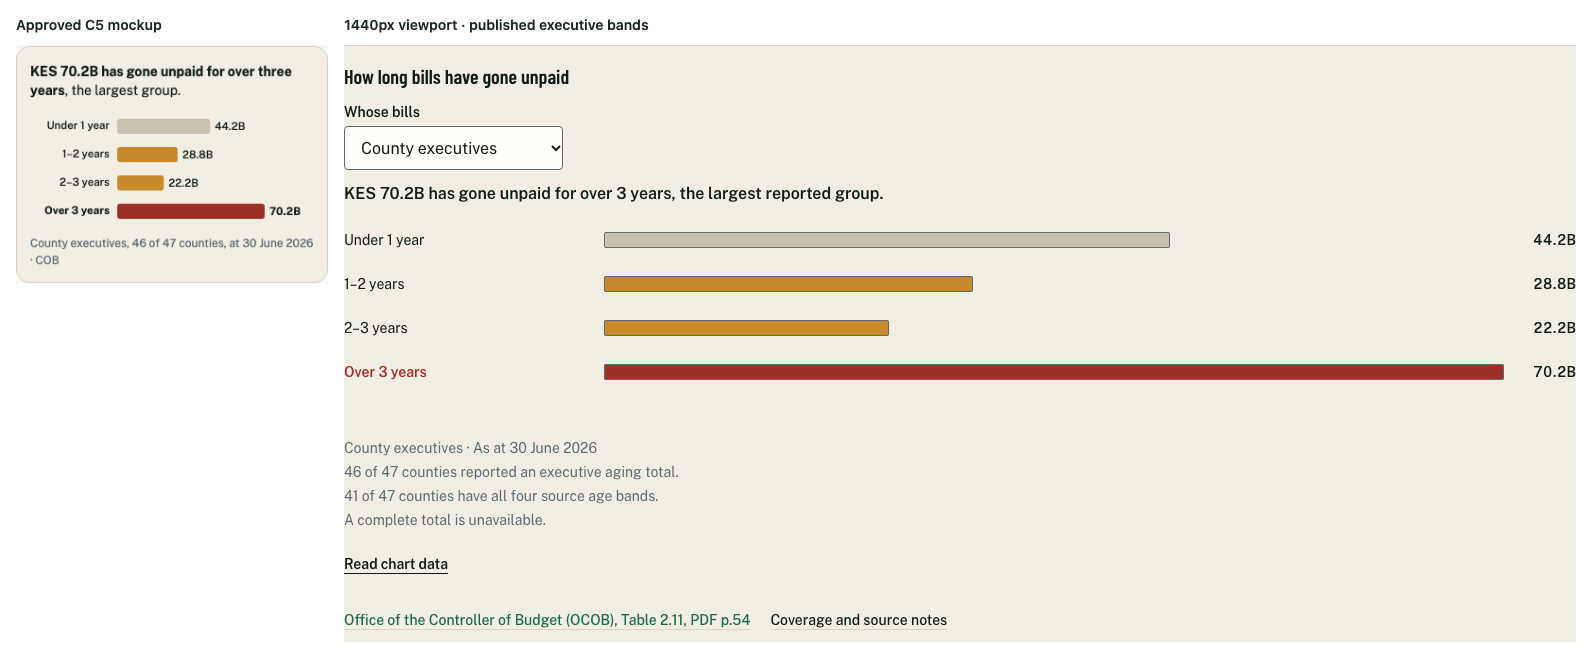 Approved C5 mockup
KES 70.2B has gone unpaid for over three
years, the largest group.
Under 1 year 44.2B
1–2 years 28.8B
2–3 years 22.2B
Over 3 years 70.2B
County executives, 46 of 47 counties, at 30 June 2026
· COB
1440px viewport · published executive bands
How long bills have gone unpaid
Whose bills
County executives
KES 70.2B has gone unpaid for over 3 years, the largest reported group.
Under 1 year 44.2B
1–2 years 28.8B
2–3 years 22.2B
Over 3 years 70.2B
County executives · As at 30 June 2026
46 of 47 counties reported an executive aging total.
41 of 47 counties have all four source age bands.
A complete total is unavailable.
Read chart data
Office of the Controller of Budget (OCOB), Table 2.11, PDF p.54 Coverage and source notes